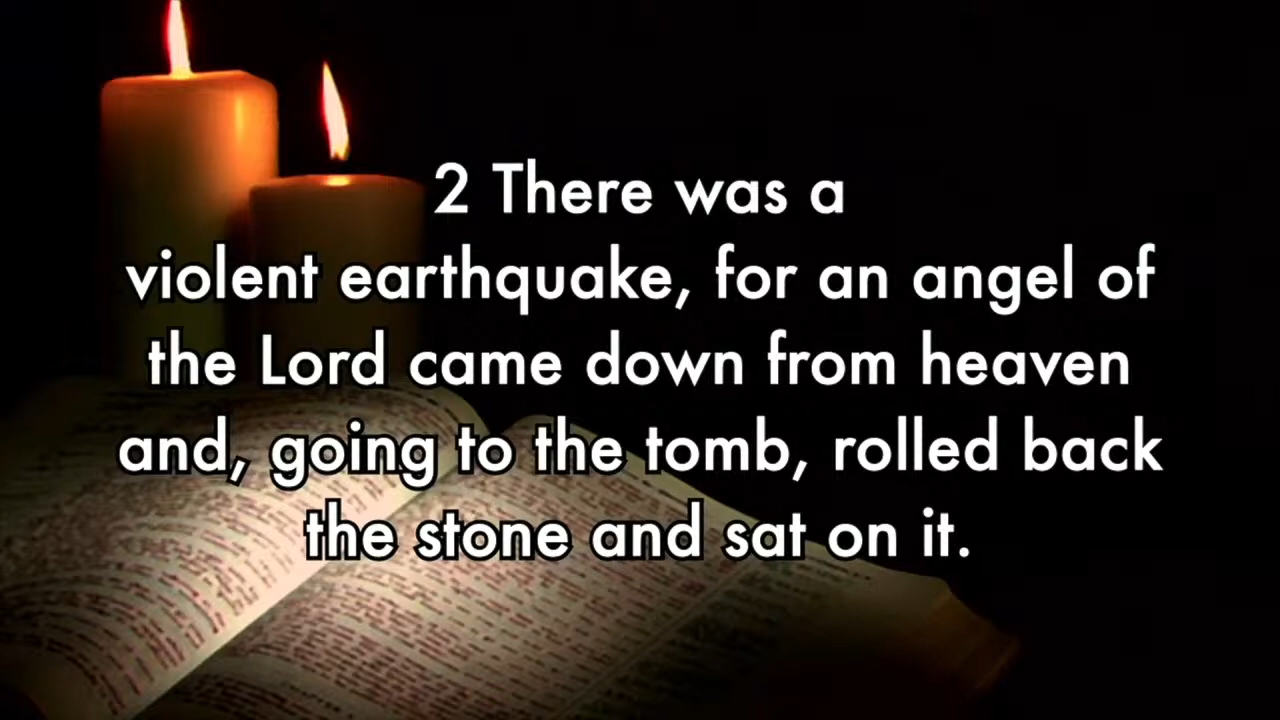 2 There was a
violent earthquake, for an angel of
the Lord came down from heaven
and, going to the tomb, rolled back
the stone and sat on it.